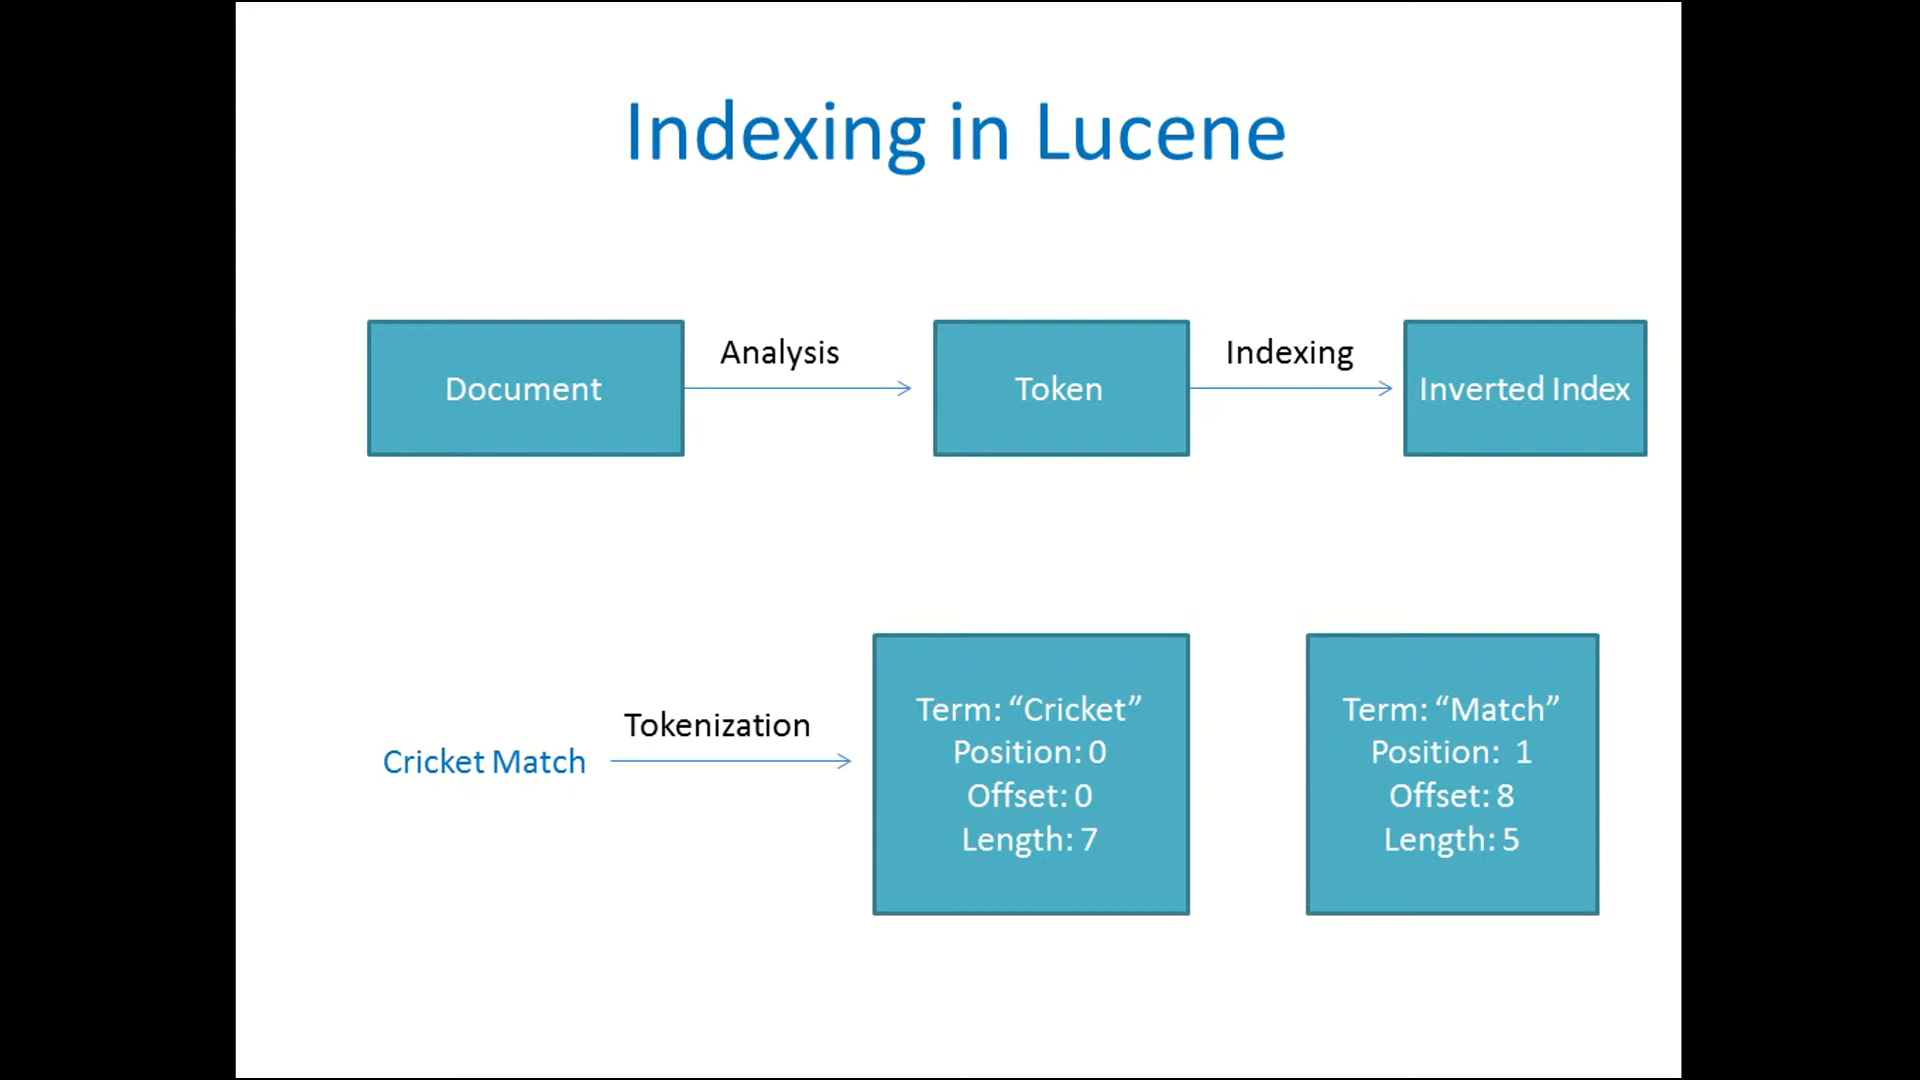 Indexing in Lucene
Document
Analysis
Token
Indexing
Inverted Index
Cricket Match
Tokenization
Term: “Cricket”
Position: 0
Offset: 0
Length: 7
Term: “Match”
Position: 1
Offset: 8
Length: 5